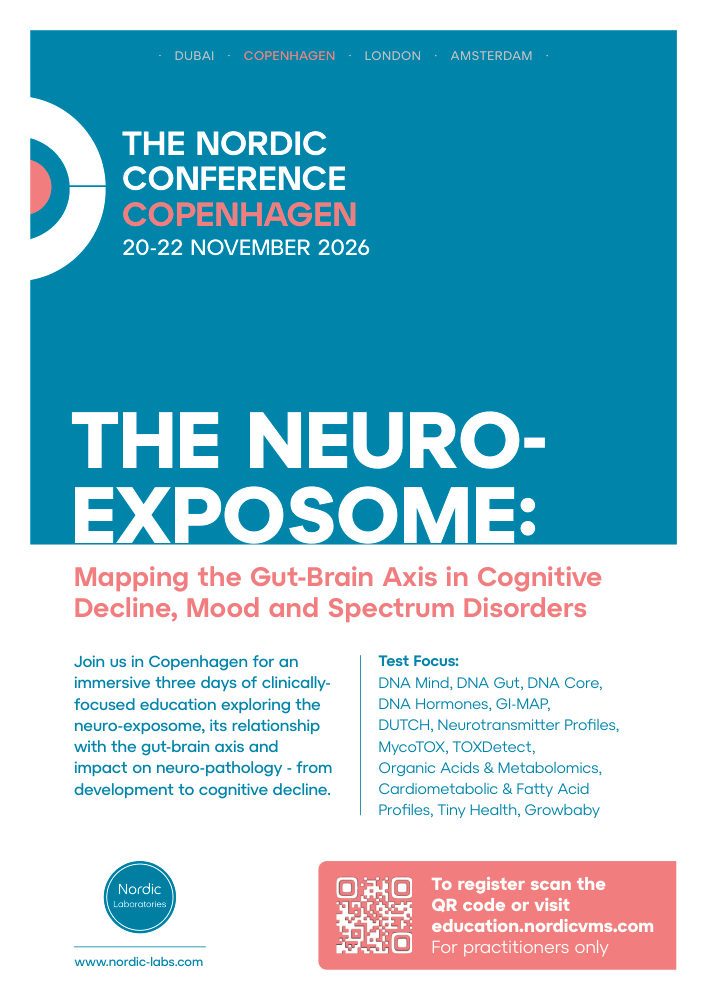 · DUBAI · COPENHAGEN · LONDON · AMSTERDAM ·
THE NORDIC
CONFERENCE
COPENHAGEN
20-22 NOVEMBER 2026
THE NEURO-
EXPOSOME:
Mapping the Gut-Brain Axis in Cognitive
Decline, Mood and Spectrum Disorders
Join us in Copenhagen for an
immersive three days of clinically-
focused education exploring the
neuro-exposome, its relationship
with the gut-brain axis and
impact on neuro-pathology - from
development to cognitive decline.
Test Focus:
DNA Mind, DNA Gut, DNA Core,
DNA Hormones, GI-MAP,
DUTCH, Neurotransmitter Profiles,
MycoTOX, TOXDetect,
Organic Acids & Metabolomics,
Cardiometabolic & Fatty Acid
Profiles, Tiny Health, Growbaby
Nordic
Laboratories
www.nordic-labs.com
To register scan the
QR code or visit
education.nordicvms.com
For practitioners only